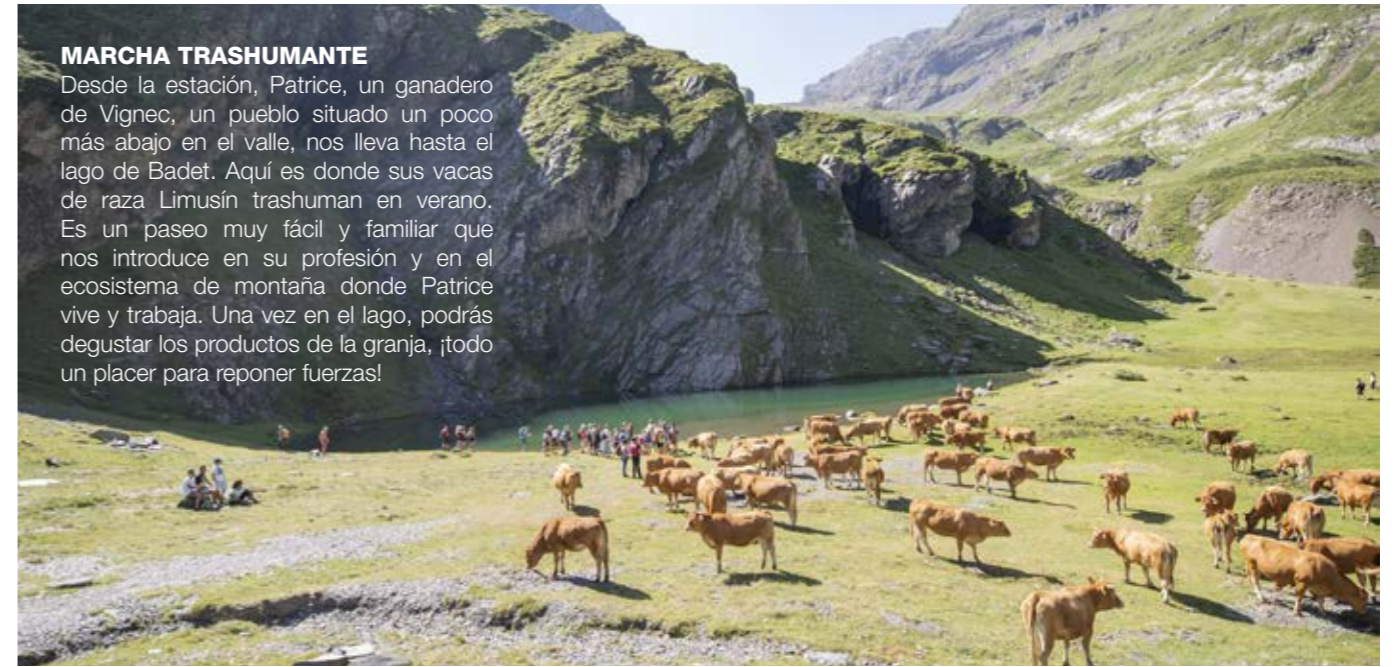 MARCHA TRASHUMANTE
Desde la estación, Patrice, un ganadero
de Vignec, un pueblo situado un poco
más abajo en el valle, nos lleva hasta el
lago de Badet. Aquí es donde sus vacas
de raza Limusín trashuman en verano.
Es un paseo muy fácil y familiar que
nos introduce en su profesión y en el
ecosistema de montaña donde Patrice
vive y trabaja. Una vez en el lago, podrás
degustar los productos de la granja, ¡todo
un placer para reponer fuerzas!